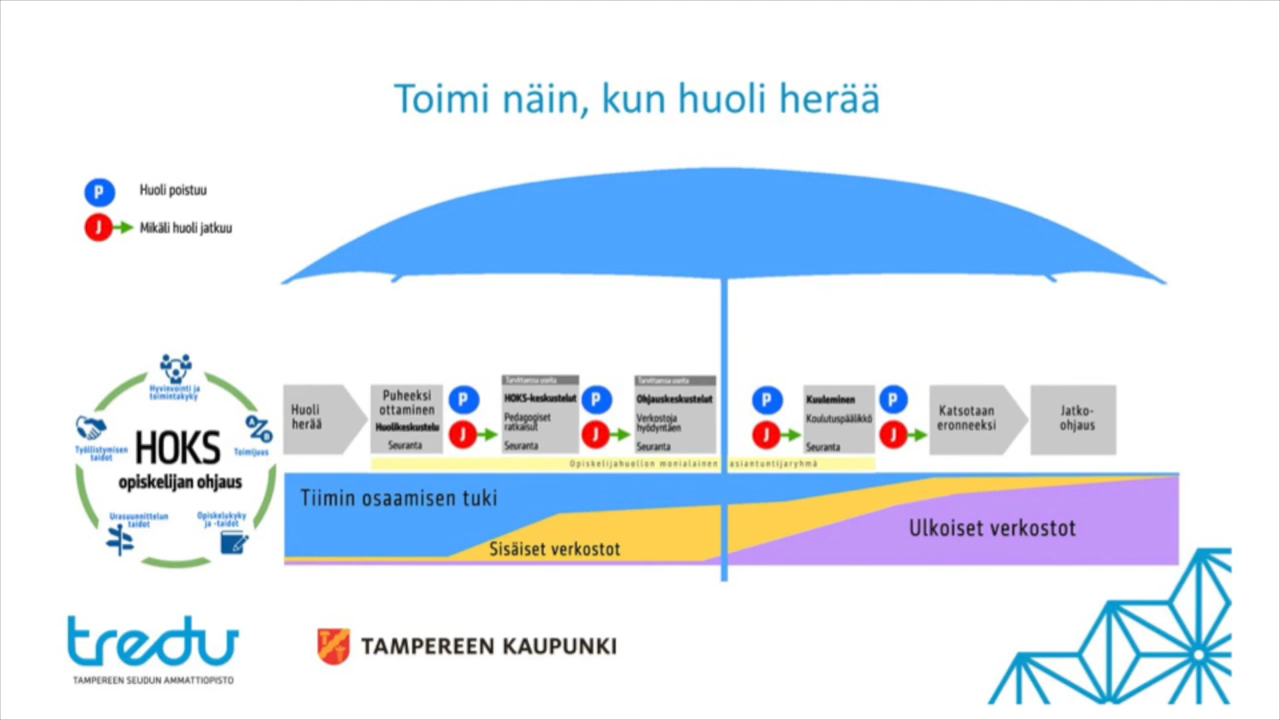 Toimi näin, kun huoli herää
P
Huoli poistuu
J
Mikäli huoli jatkuu
Hyvinvointi ja
toimintakyky
Työllistymisen
taidot
A
Z
Toimijuus
HOKS
opiskelijan ohjaus
Urasuunnittelun
taidot
Opiskelukyky
ja -taidot
Huoli
herää
Puheeksi
ottaminen
Huolikeskustelu
Seuranta
P
J
Tarvittaessa useita
HOKS-keskustelut
Pedagogiset
ratkaisut
Seuranta
P
J
Tarvittaessa useita
Ohjauskeskustelut
Verkostoja
hyödyntäen
Seuranta
P
J
Kuuleminen
Koulutuspäälikkö
Seuranta
P
J
Katsotaan
eronneeksi
Jatko-
ohjaus
Opiskelijahuollon monialainen asiantuntijaryhmä
Tiimin osaamisen tuki
Sisäiset verkostot
Ulkoiset verkostot
tredu
TAMPEREEN SEUDUN AMMATTIOPISTO
TAMPEREEN KAUPUNKI